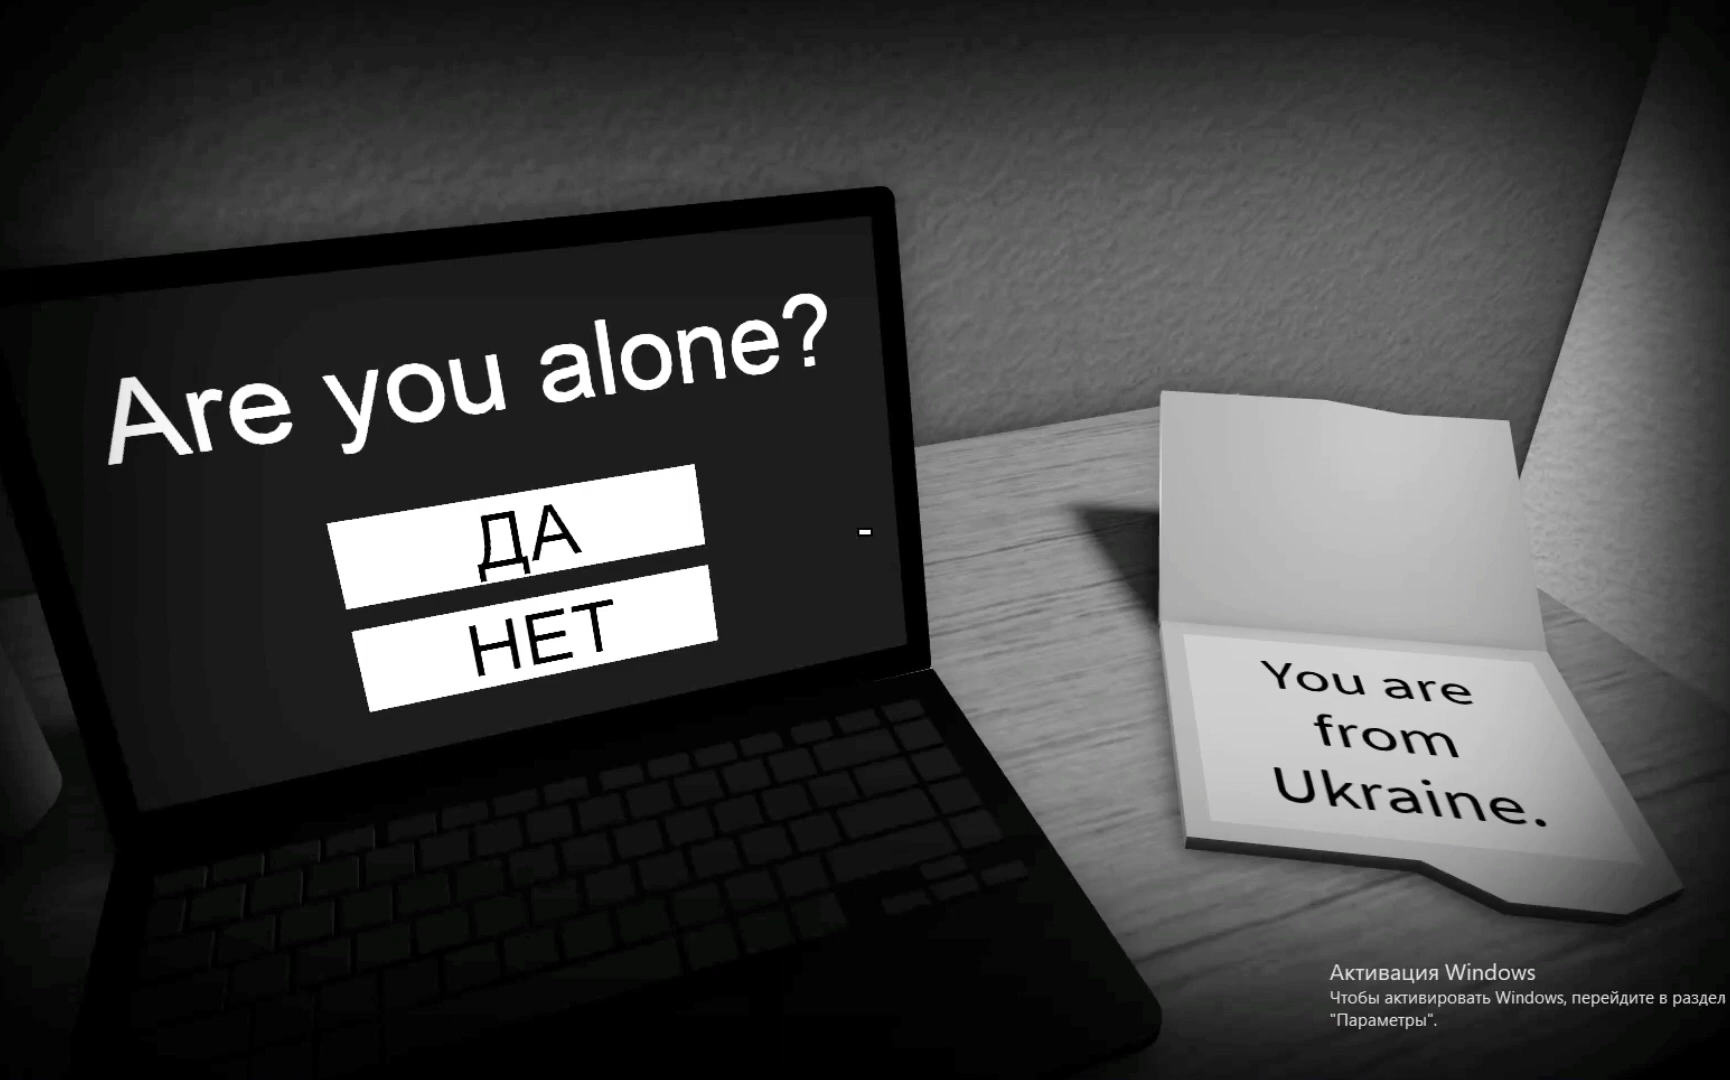 Are you alone?
ДА
НЕТ
You are
from
Ukraine.
Активация Windows
Чтобы активировать Windows, перейдите в раздел
"Параметры".